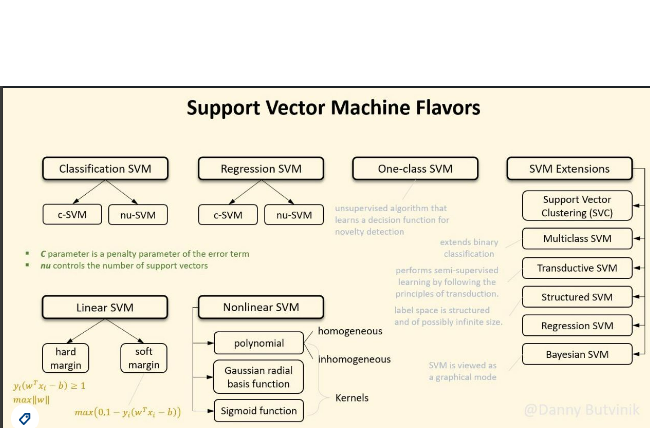 Support Vector Machine Flavors
Classification SVM
Regression SVM
One-class SVM
SVM Extensions
c-SVM
nu-SVM
c-SVM
nu-SVM
unsupervised algorithm that
learns a decision function for
novelty detection
Support Vector
Clustering (SVC)
extends binary
classification
Multiclass SVM
C parameter is a penalty parameter of the error term
nu controls the number of support vectors
performs semi-supervised
learning by following the
principles of transduction.
Transductive SVM
label space is structured
and of possibly infinite size.
Structured SVM
Regression SVM
SVM is viewed as
a graphical mode
Bayesian SVM
Linear SVM
hard
margin
soft
margin
yᵢ(wᵀxᵢ − b) ≥ 1
max‖w‖
max(0,1 − yᵢ(wᵀxᵢ − b))
Nonlinear SVM
polynomial
homogeneous
inhomogeneous
Gaussian radial
basis function
Kernels
Sigmoid function
@Danny Butvinik